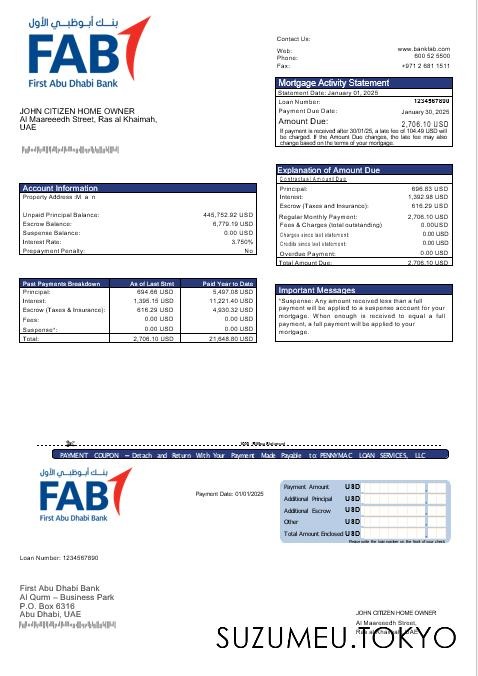 بنــك أبــوظـبي الأول
FAB
First Abu Dhabi Bank
Contact Us:
Web: www.bankfab.com
Phone: 600 52 5500
Fax: +971 2 681 1511
Mortgage Activity Statement
Statement Date: January 01, 2025
Loan Number: 1234567890
Payment Due Date: January 30, 2025
Amount Due: 2,706.10 USD
If payment is received after 30/01/25, a late fee of 104.49 USD will
be charged. If the Amount Due changes, the late fee may also
change based on the terms of your mortgage.
JOHN CITIZEN HOME OWNER
Al Maareeedh Street, Ras al Khaimah,
UAE
Explanation of Amount Due
Contractual Amount Due
Principal: 696.83 USD
Interest: 1,392.98 USD
Escrow (Taxes and Insurance): 616.29 USD
Regular Monthly Payment: 2,706.10 USD
Fees & Charges (total outstanding) 0.00USD
Charges since last statement: 0.00 USD
Credits since last statement: 0.00 USD
Overdue Payment: 0.00 USD
Total Amount Due: 2,706.10 USD
Account Information
Property Address :M a n
Unpaid Principal Balance: 445,752.92 USD
Escrow Balance: 6,779.19 USD
Suspense Balance: 0.00 USD
Interest Rate: 3.750%
Prepayment Penalty: No
Past Payments Breakdown As of Last Stmt Paid Year to Date
Principal: 694.66 USD 5,497.08 USD
Interest: 1,395.15 USD 11,221.40 USD
Escrow (Taxes & Insurance): 616.29 USD 4,930.32 USD
Fees: 0.00 USD 0.00 USD
Suspense*: 0.00 USD 0.00 USD
Total: 2,706.10 USD 21,648.80 USD
Important Messages
*Suspense: Any amount received less than a full
payment will be applied to a suspense account for your
mortgage. When enough is received to equal a full
payment, a full payment will be applied to your
mortgage.
PAYMENT COUPON – Detach and Return With Your Payment Made Payable to: PENNYMAC LOAN SERVICES, LLC
بنــك أبــوظـبي الأول
FAB
First Abu Dhabi Bank
Payment Date: 01/01/2025
Payment Amount USD
Additional Principal USD
Additional Escrow USD
Other USD
Total Amount Enclosed USD
Please write the loan number on the front of your check
Loan Number: 1234567890
First Abu Dhabi Bank
Al Qurm – Business Park
P.O. Box 6316
Abu Dhabi, UAE
JOHN CITIZEN HOME OWNER
Al Maareeedh Street,
Ras al Khaimah, UAE
SUZUMEU.TOKYO